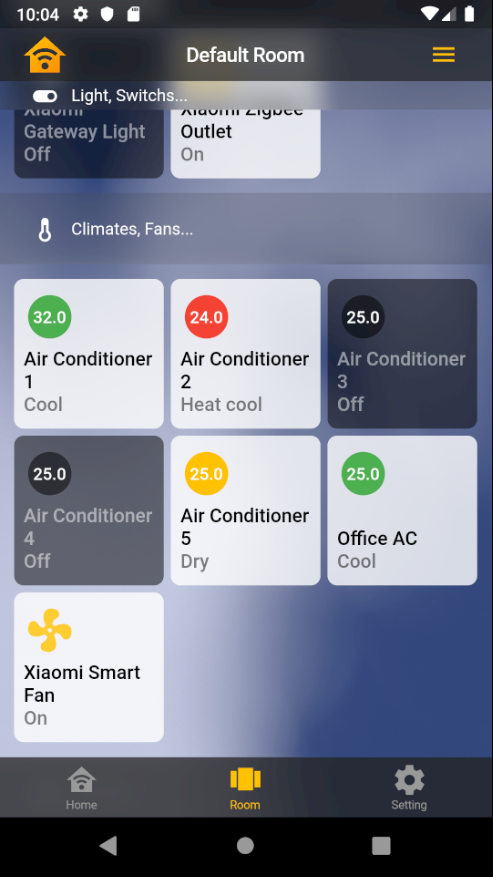 10:04
Default Room
Light, Switchs...
Xiaomi
Gateway Light
Off
Xiaomi Zigbee
Outlet
On
Climates, Fans...
32.0
Air Conditioner
1
Cool
24.0
Air Conditioner
2
Heat cool
25.0
Air Conditioner
3
Off
25.0
Air Conditioner
4
Off
25.0
Air Conditioner
5
Dry
25.0
Office AC
Cool
Xiaomi Smart
Fan
On
Home
Room
Setting